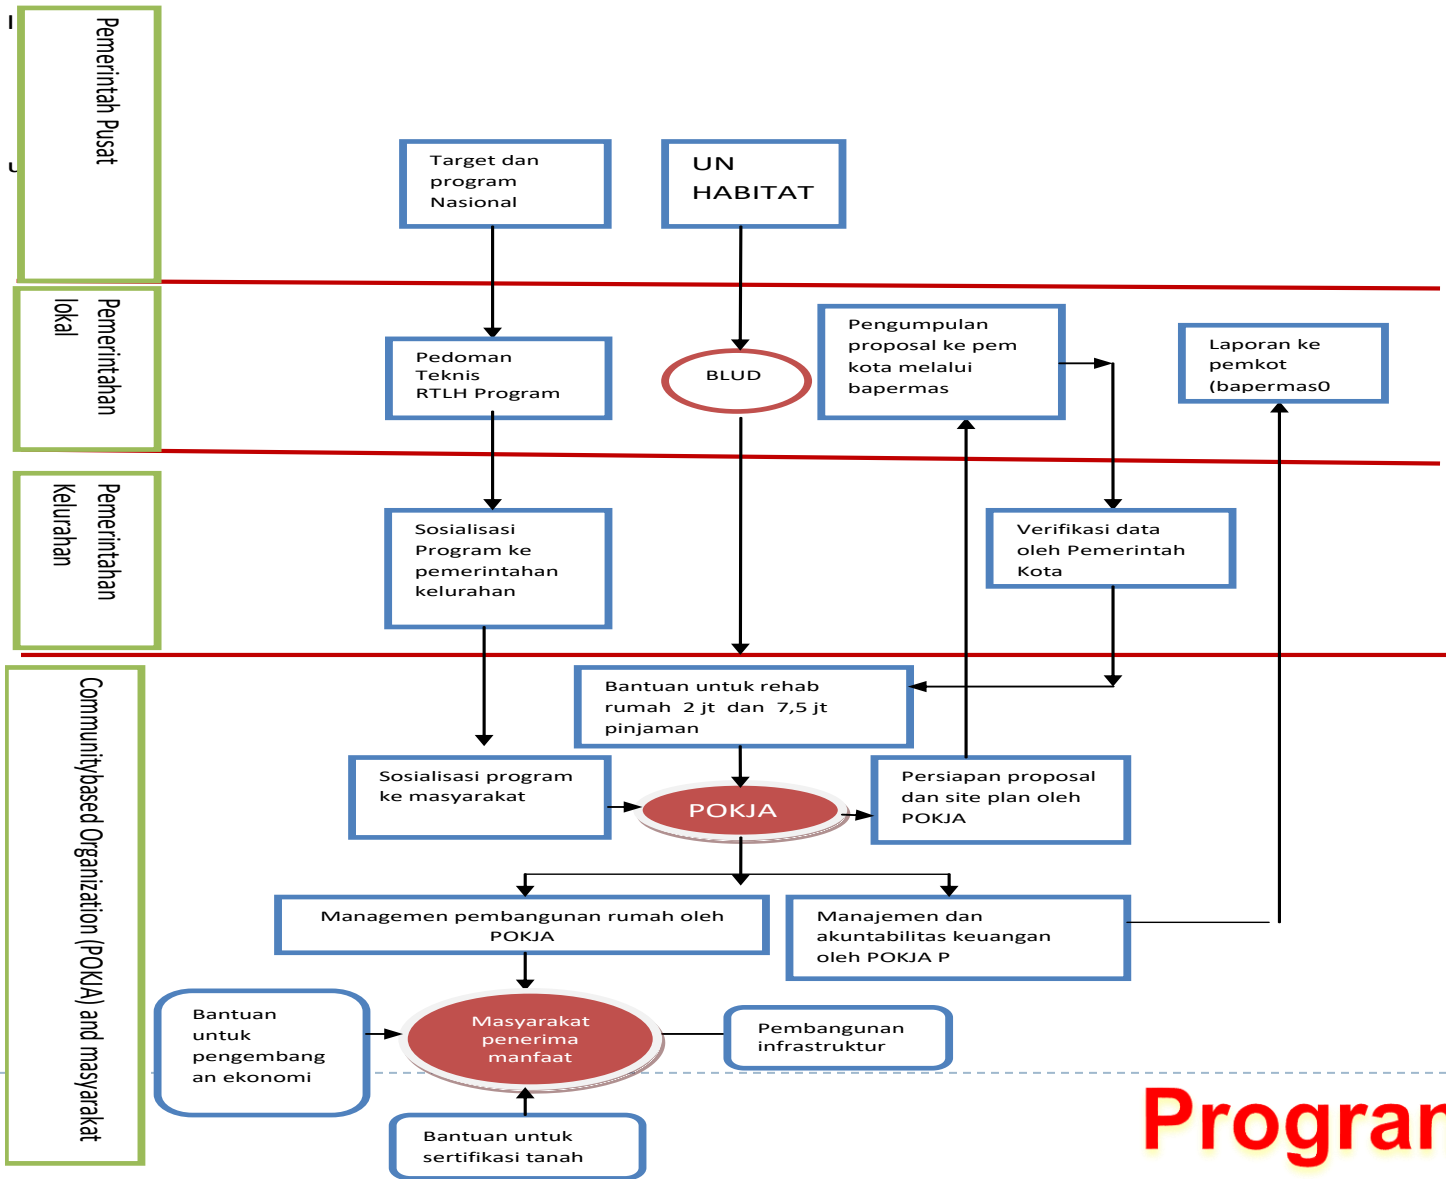 Pemerintah Pusat
Target dan
program
Nasional
UN
HABITAT
Pemerintahan
lokal
Pedoman
Teknis
RTLH Program
BLUD
Pengumpulan
proposal ke pem
kota melalui
bapermas
Laporan ke
pemkot
(bapermas0
Pemerintahan
Kelurahan
Sosialisasi
Program ke
pemerintahan
kelurahan
Verifikasi data
oleh Pemerintah
Kota
Communitybased Organization (POKJA) and masyarakat
Bantuan untuk rehab
rumah 2 jt dan 7,5 jt
pinjaman
Sosialisasi program
ke masyarakat
POKJA
Persiapan proposal
dan site plan oleh
POKJA
Managemen pembangunan rumah oleh
POKJA
Manajemen dan
akuntabilitas keuangan
oleh POKJA P
Bantuan
untuk
pengembang
an ekonomi
Masyarakat
penerima
manfaat
Pembangunan
infrastruktur
Bantuan untuk
sertifikasi tanah